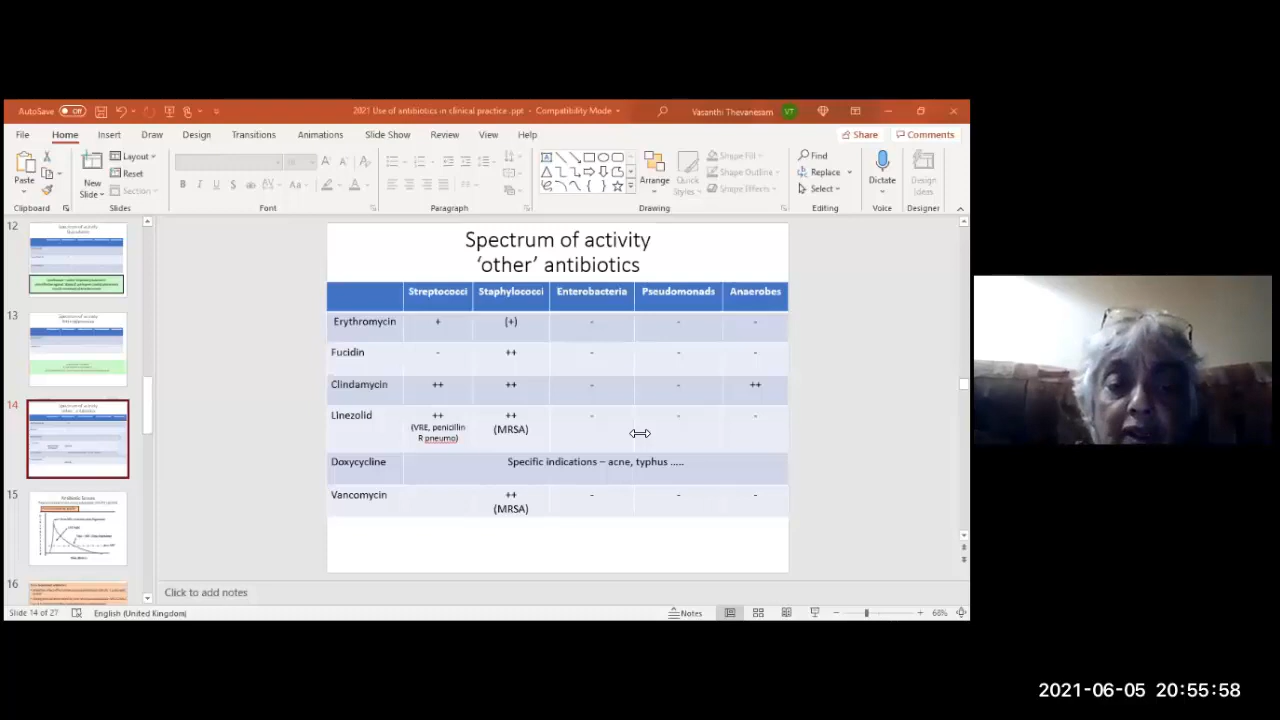 AutoSave Off
2021 Use of antibiotics in clinical practice .ppt - Compatibility Mode
Vasanthi Thevanesam VT
File Home Insert Draw Design Transitions Animations Slide Show Review View Help Share Comments
Layout
Reset
Section
Paste
New Slide
Arrange
Quick Styles
Shape Fill
Shape Outline
Shape Effects
Find
Replace
Select
Dictate
Design Ideas
Clipboard Slides Font Paragraph Drawing Editing Voice Designer
12
13
14
15
16
Spectrum of activity
‘other’ antibiotics
Streptococci Staphylococci Enterobacteria Pseudomonads Anaerobes
Erythromycin + (+) - - -
Fucidin - ++ - - -
Clindamycin ++ ++ - - ++
Linezolid ++ ++ - - -
(VRE, penicillin R pneumo) (MRSA)
Doxycycline Specific indications – acne, typhus .....
Vancomycin ++ - - -
(MRSA)
Click to add notes
Slide 14 of 27 English (United Kingdom) Notes 68%
2021-06-05 20:55:58